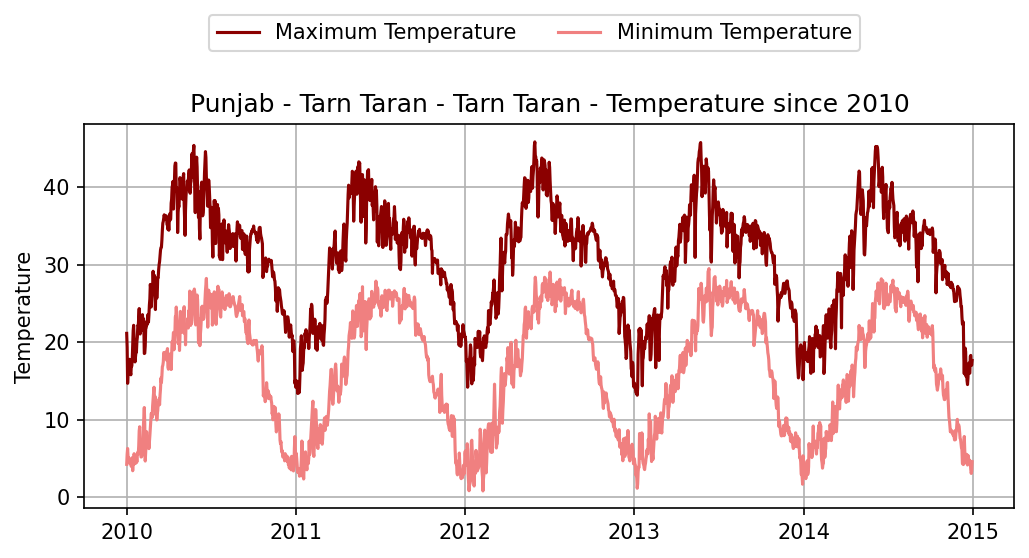 Maximum Temperature
Minimum Temperature
Punjab - Tarn Taran - Tarn Taran - Temperature since 2010
Temperature
40
30
20
10
0
2010
2011
2012
2013
2014
2015